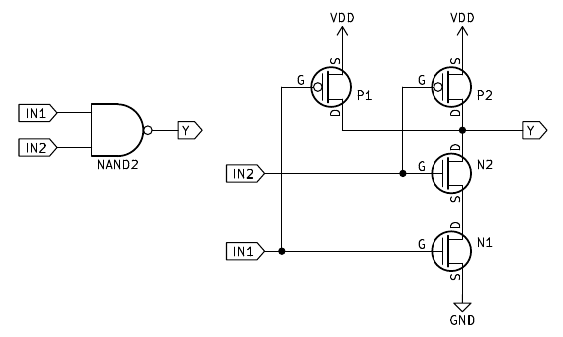 VDD VDD
S S
G P1 G P2
D D
IN1
IN2
Y
NAND2
Y
D
IN2 G N2
S
D
IN1 G N1
S
GND